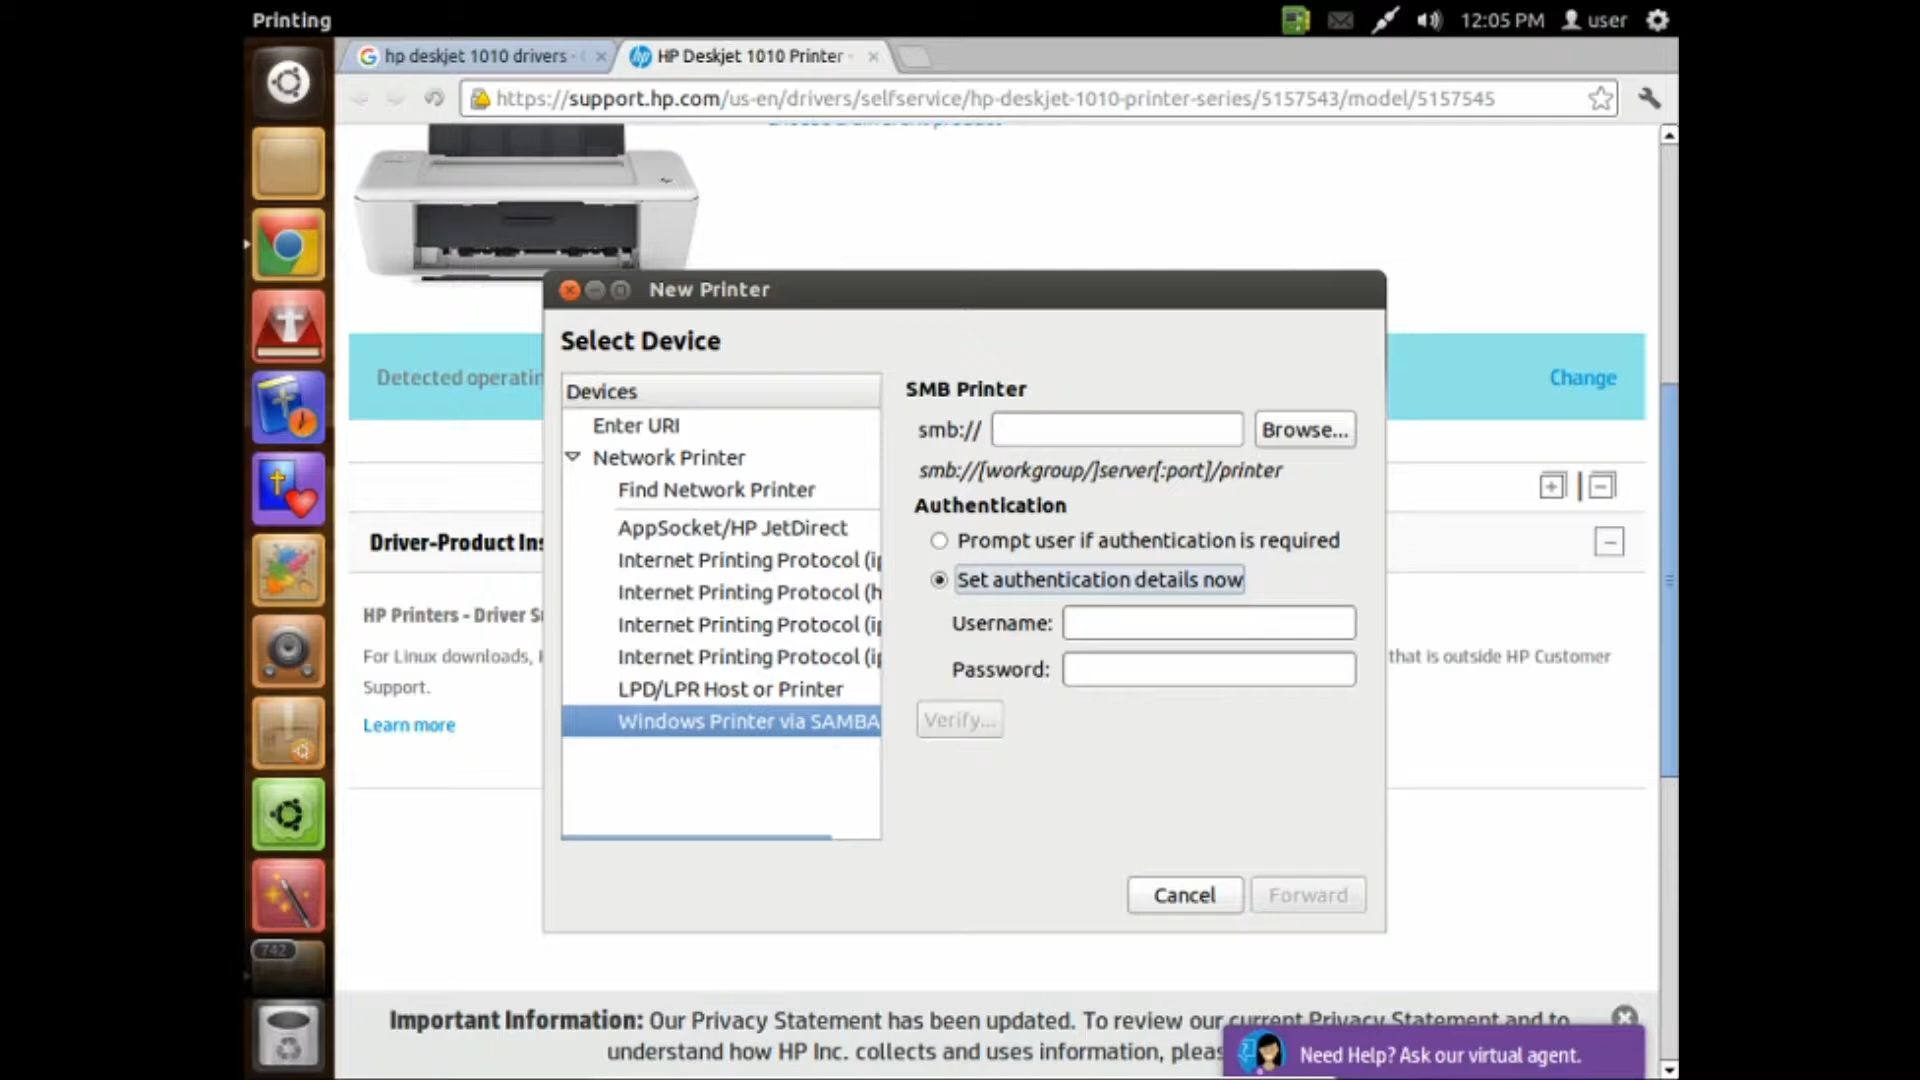 Printing
12:05 PM
user
hp deskjet 1010 drivers -
HP Deskjet 1010 Printer -
https://support.hp.com/us-en/drivers/selfservice/hp-deskjet-1010-printer-series/5157543/model/5157545
Detected operatin
Change
New Printer
Select Device
Devices
Enter URI
Network Printer
Find Network Printer
AppSocket/HP JetDirect
Internet Printing Protocol (ip
Internet Printing Protocol (h
Internet Printing Protocol (ip
Internet Printing Protocol (ip
LPD/LPR Host or Printer
Windows Printer via SAMBA
SMB Printer
smb://
Browse...
smb://[workgroup/]server[:port]/printer
Authentication
Prompt user if authentication is required
Set authentication details now
Username:
Password:
Verify...
Cancel
Forward
Driver-Product Ins
HP Printers - Driver S
For Linux downloads,
that is outside HP Customer
Support.
Learn more
742
Important Information: Our Privacy Statement has been updated. To review our current Privacy Statement and to
understand how HP Inc. collects and uses information, pleas
Need Help? Ask our virtual agent.